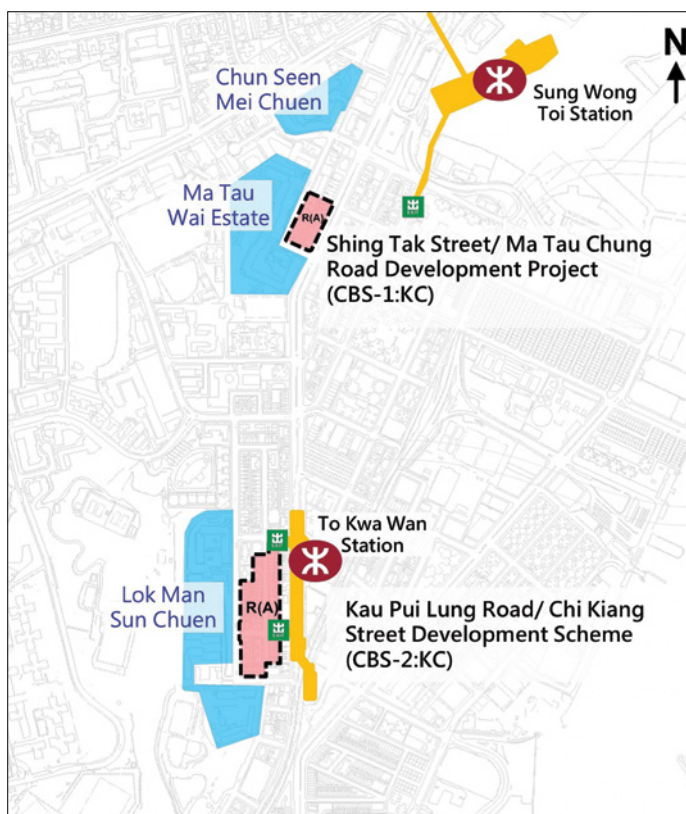 N
Chun Seen
Mei Chuen
Sung Wong
Toi Station
Ma Tau
Wai Estate
R(A)
Shing Tak Street/ Ma Tau Chung
Road Development Project
(CBS-1:KC)
To Kwa Wan
Station
Lok Man
Sun Chuen
R(A)
Kau Pui Lung Road/ Chi Kiang
Street Development Scheme
(CBS-2:KC)